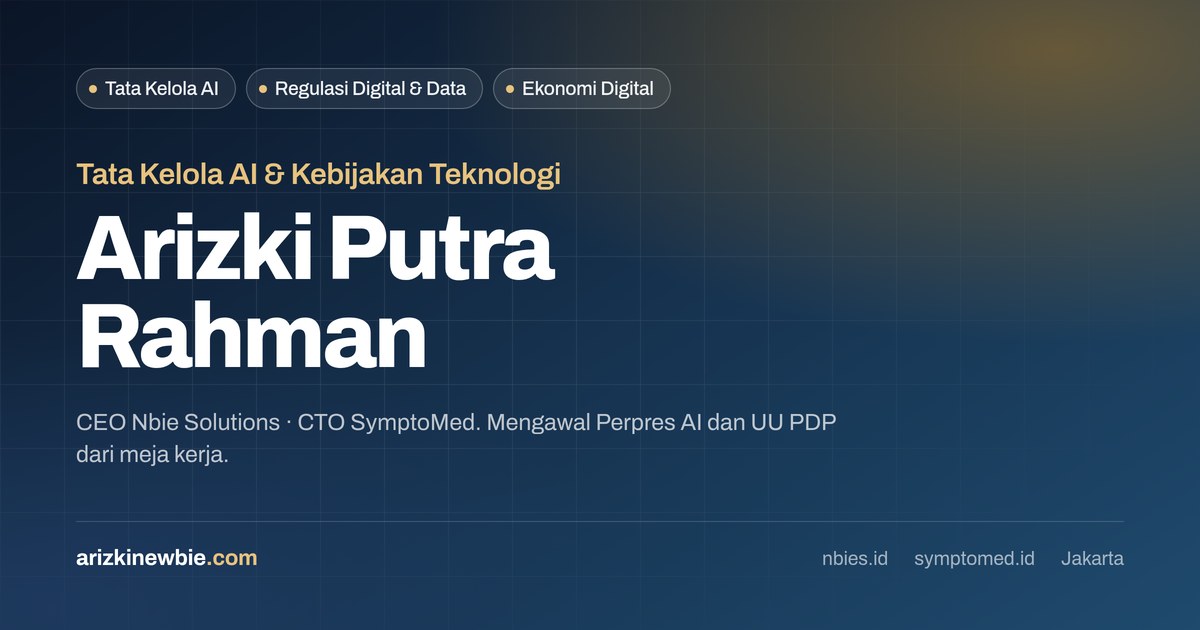 Tata Kelola AI
Regulasi Digital & Data
Ekonomi Digital
Tata Kelola AI & Kebijakan Teknologi
Arizki Putra
Rahman
CEO Nbie Solutions · CTO SymptoMed. Mengawal Perpres AI dan UU PDP
dari meja kerja.
arizkinewbie.com
nbies.id symptomed.id Jakarta